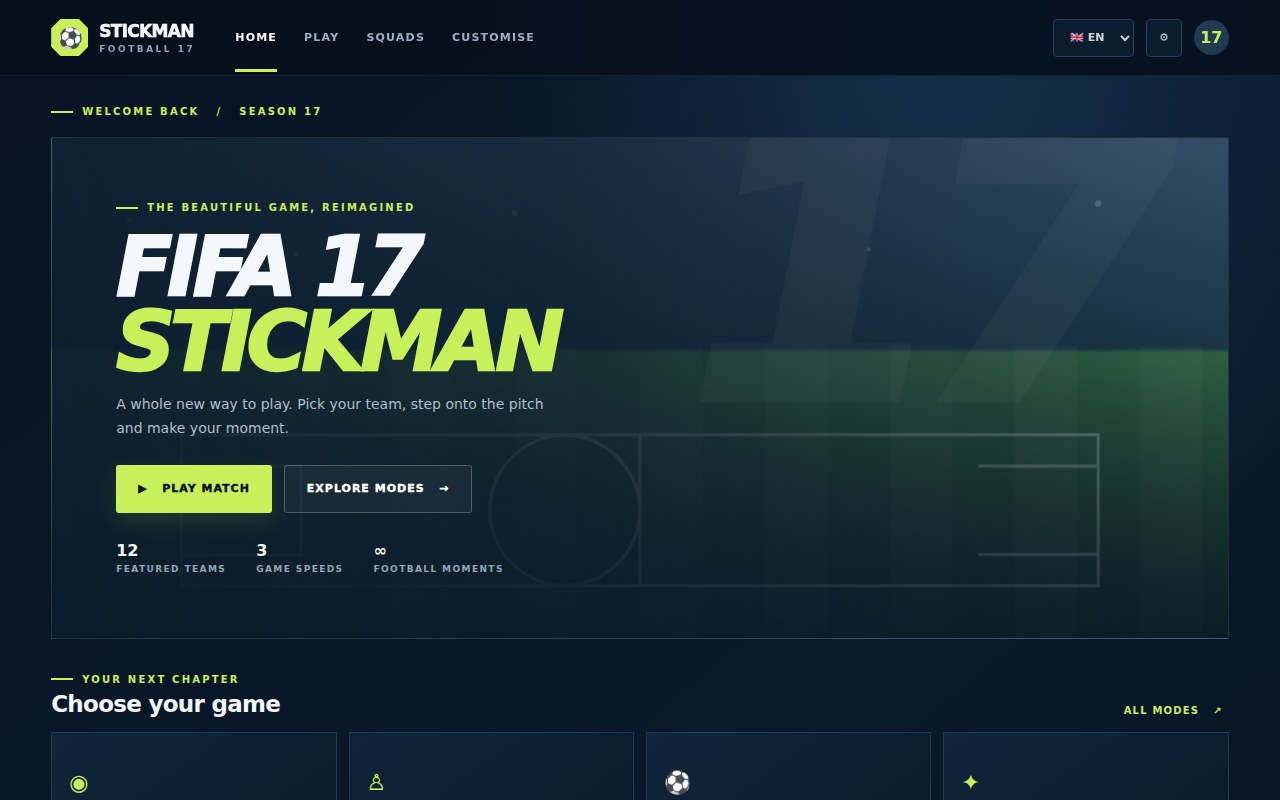 STICKMAN
FOOTBALL 17
HOME
PLAY
SQUADS
CUSTOMISE
EN
17
WELCOME BACK / SEASON 17
17
THE BEAUTIFUL GAME, REIMAGINED
FIFA 17
STICKMAN
A whole new way to play. Pick your team, step onto the pitch
and make your moment.
▶ PLAY MATCH
EXPLORE MODES →
12
FEATURED TEAMS
3
GAME SPEEDS
∞
FOOTBALL MOMENTS
YOUR NEXT CHAPTER
Choose your game
ALL MODES ↗